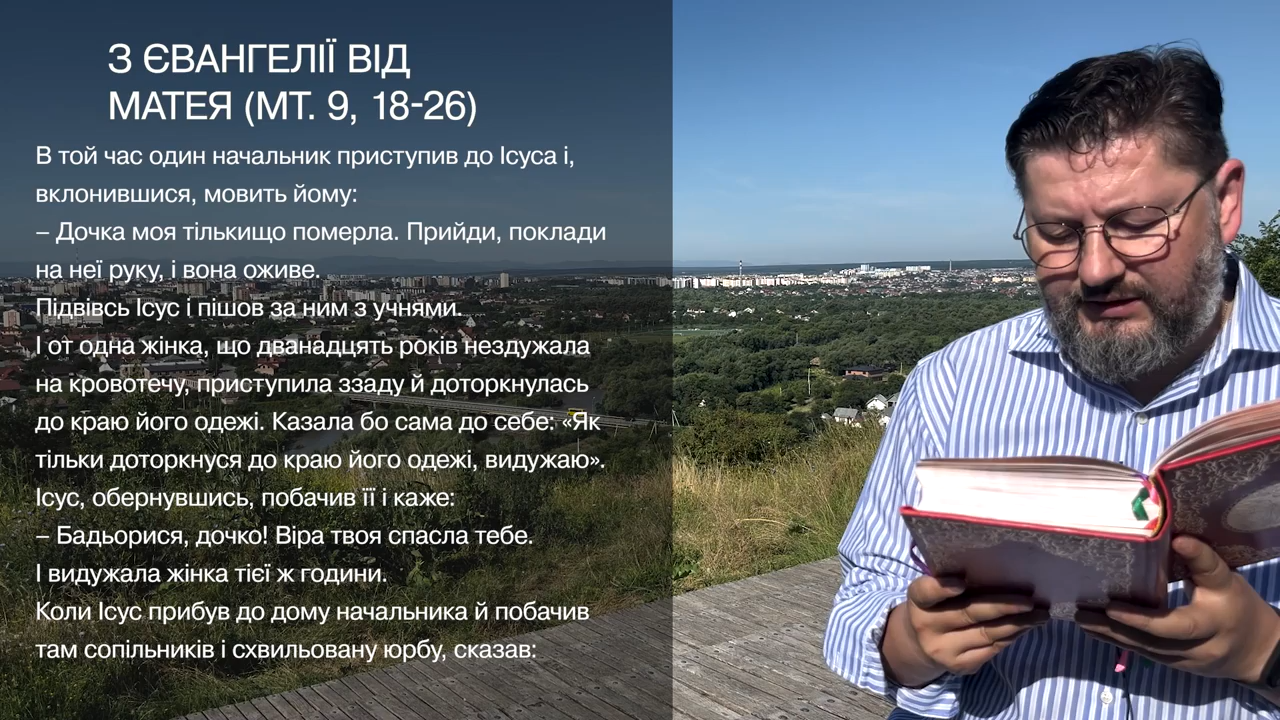 З ЄВАНГЕЛІЇ ВІД
МАТЕЯ (МТ. 9, 18-26)
В той час один начальник приступив до Ісуса і,
вклонившися, мовить йому:
– Дочка моя тількищо померла. Прийди, поклади
на неї руку, і вона оживе.
Підвівсь Ісус і пішов за ним з учнями.
І от одна жінка, що дванадцять років нездужала
на кровотечу, приступила ззаду й доторкнулась
до краю його одежі. Казала бо сама до себе: «Як
тільки доторкнуся до краю його одежі, видужаю».
Ісус, обернувшись, побачив її і каже:
– Бадьорися, дочко! Віра твоя спасла тебе.
І видужала жінка тієї ж години.
Коли Ісус прибув до дому начальника й побачив
там сопільників і схвильовану юрбу, сказав: